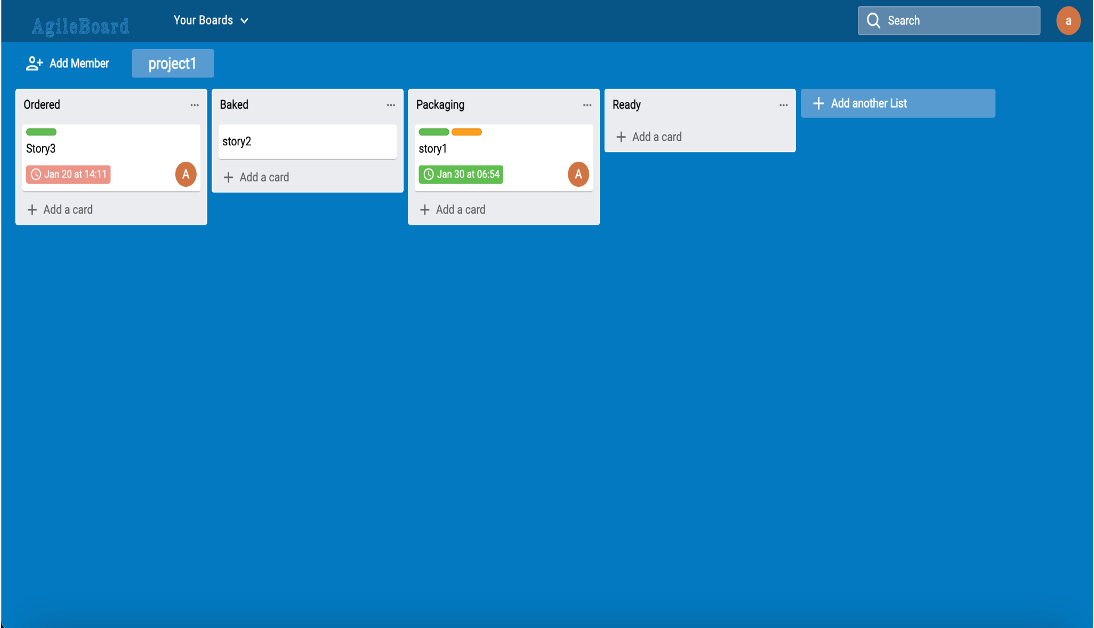 AgileBoard
Your Boards
Search
a
Add Member
project1
Ordered
Story3
Jan 20 at 14:11
A
Add a card
Baked
story2
Add a card
Packaging
story1
Jan 30 at 06:54
A
Add a card
Ready
Add a card
Add another List